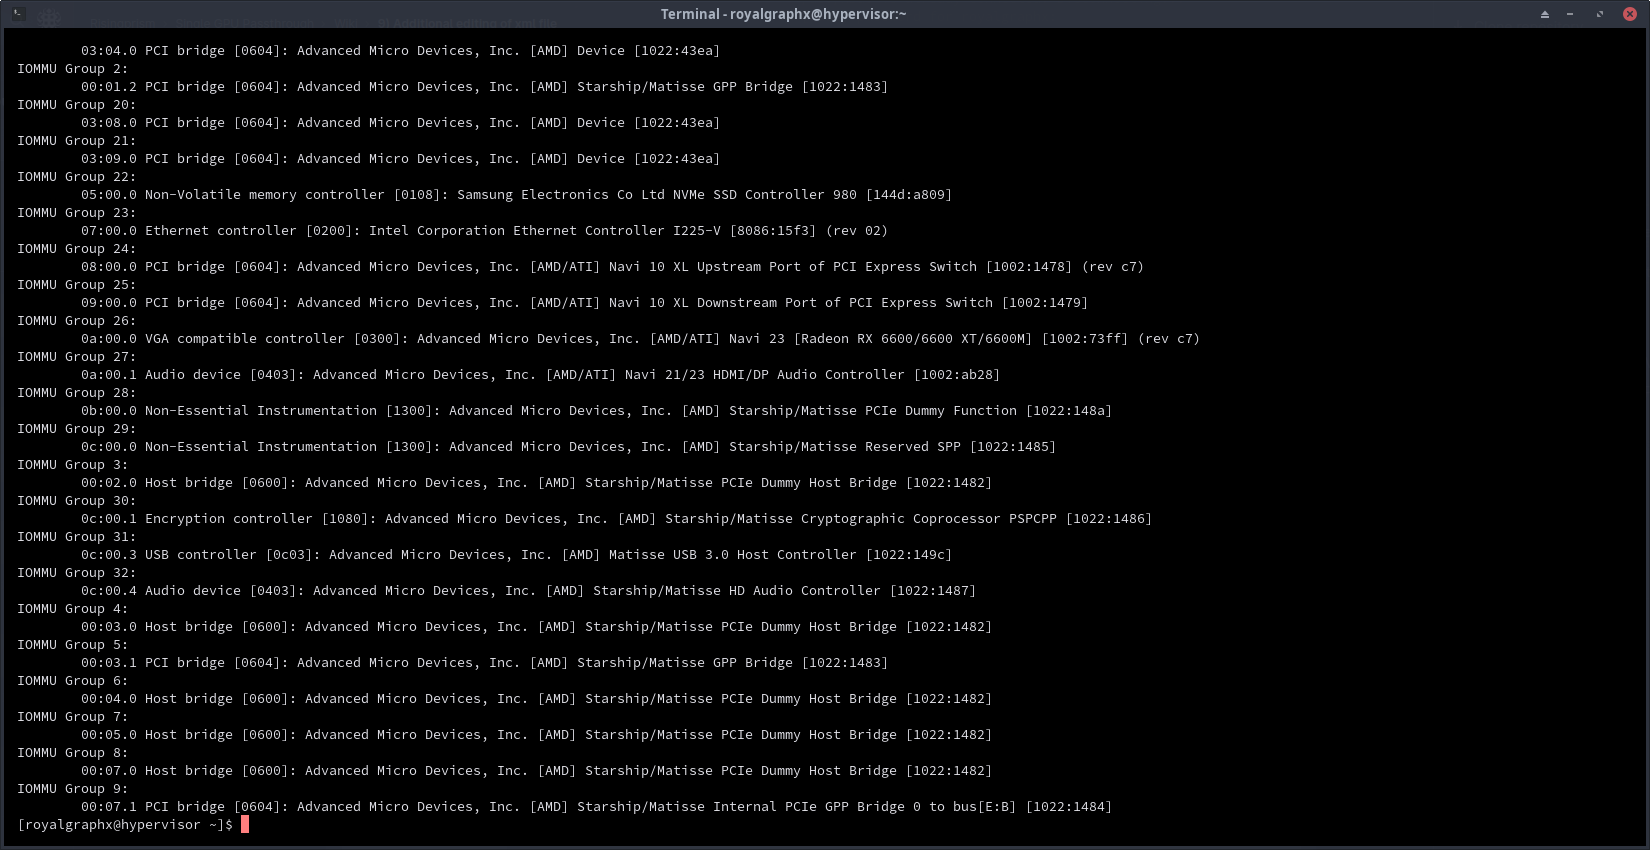 Terminal - royalgraphx@hypervisor:~
03:04.0 PCI bridge [0604]: Advanced Micro Devices, Inc. [AMD] Device [1022:43ea]
IOMMU Group 2:
00:01.2 PCI bridge [0604]: Advanced Micro Devices, Inc. [AMD] Starship/Matisse GPP Bridge [1022:1483]
IOMMU Group 20:
03:08.0 PCI bridge [0604]: Advanced Micro Devices, Inc. [AMD] Device [1022:43ea]
IOMMU Group 21:
03:09.0 PCI bridge [0604]: Advanced Micro Devices, Inc. [AMD] Device [1022:43ea]
IOMMU Group 22:
05:00.0 Non-Volatile memory controller [0108]: Samsung Electronics Co Ltd NVMe SSD Controller 980 [144d:a809]
IOMMU Group 23:
07:00.0 Ethernet controller [0200]: Intel Corporation Ethernet Controller I225-V [8086:15f3] (rev 02)
IOMMU Group 24:
08:00.0 PCI bridge [0604]: Advanced Micro Devices, Inc. [AMD/ATI] Navi 10 XL Upstream Port of PCI Express Switch [1002:1478] (rev c7)
IOMMU Group 25:
09:00.0 PCI bridge [0604]: Advanced Micro Devices, Inc. [AMD/ATI] Navi 10 XL Downstream Port of PCI Express Switch [1002:1479]
IOMMU Group 26:
0a:00.0 VGA compatible controller [0300]: Advanced Micro Devices, Inc. [AMD/ATI] Navi 23 [Radeon RX 6600/6600 XT/6600M] [1002:73ff] (rev c7)
IOMMU Group 27:
0a:00.1 Audio device [0403]: Advanced Micro Devices, Inc. [AMD/ATI] Navi 21/23 HDMI/DP Audio Controller [1002:ab28]
IOMMU Group 28:
0b:00.0 Non-Essential Instrumentation [1300]: Advanced Micro Devices, Inc. [AMD] Starship/Matisse PCIe Dummy Function [1022:148a]
IOMMU Group 29:
0c:00.0 Non-Essential Instrumentation [1300]: Advanced Micro Devices, Inc. [AMD] Starship/Matisse Reserved SPP [1022:1485]
IOMMU Group 3:
00:02.0 Host bridge [0600]: Advanced Micro Devices, Inc. [AMD] Starship/Matisse PCIe Dummy Host Bridge [1022:1482]
IOMMU Group 30:
0c:00.1 Encryption controller [1080]: Advanced Micro Devices, Inc. [AMD] Starship/Matisse Cryptographic Coprocessor PSPCPP [1022:1486]
IOMMU Group 31:
0c:00.3 USB controller [0c03]: Advanced Micro Devices, Inc. [AMD] Matisse USB 3.0 Host Controller [1022:149c]
IOMMU Group 32:
0c:00.4 Audio device [0403]: Advanced Micro Devices, Inc. [AMD] Starship/Matisse HD Audio Controller [1022:1487]
IOMMU Group 4:
00:03.0 Host bridge [0600]: Advanced Micro Devices, Inc. [AMD] Starship/Matisse PCIe Dummy Host Bridge [1022:1482]
IOMMU Group 5:
00:03.1 PCI bridge [0604]: Advanced Micro Devices, Inc. [AMD] Starship/Matisse GPP Bridge [1022:1483]
IOMMU Group 6:
00:04.0 Host bridge [0600]: Advanced Micro Devices, Inc. [AMD] Starship/Matisse PCIe Dummy Host Bridge [1022:1482]
IOMMU Group 7:
00:05.0 Host bridge [0600]: Advanced Micro Devices, Inc. [AMD] Starship/Matisse PCIe Dummy Host Bridge [1022:1482]
IOMMU Group 8:
00:07.0 Host bridge [0600]: Advanced Micro Devices, Inc. [AMD] Starship/Matisse PCIe Dummy Host Bridge [1022:1482]
IOMMU Group 9:
00:07.1 PCI bridge [0604]: Advanced Micro Devices, Inc. [AMD] Starship/Matisse Internal PCIe GPP Bridge 0 to bus[E:B] [1022:1484]
[royalgraphx@hypervisor ~]$